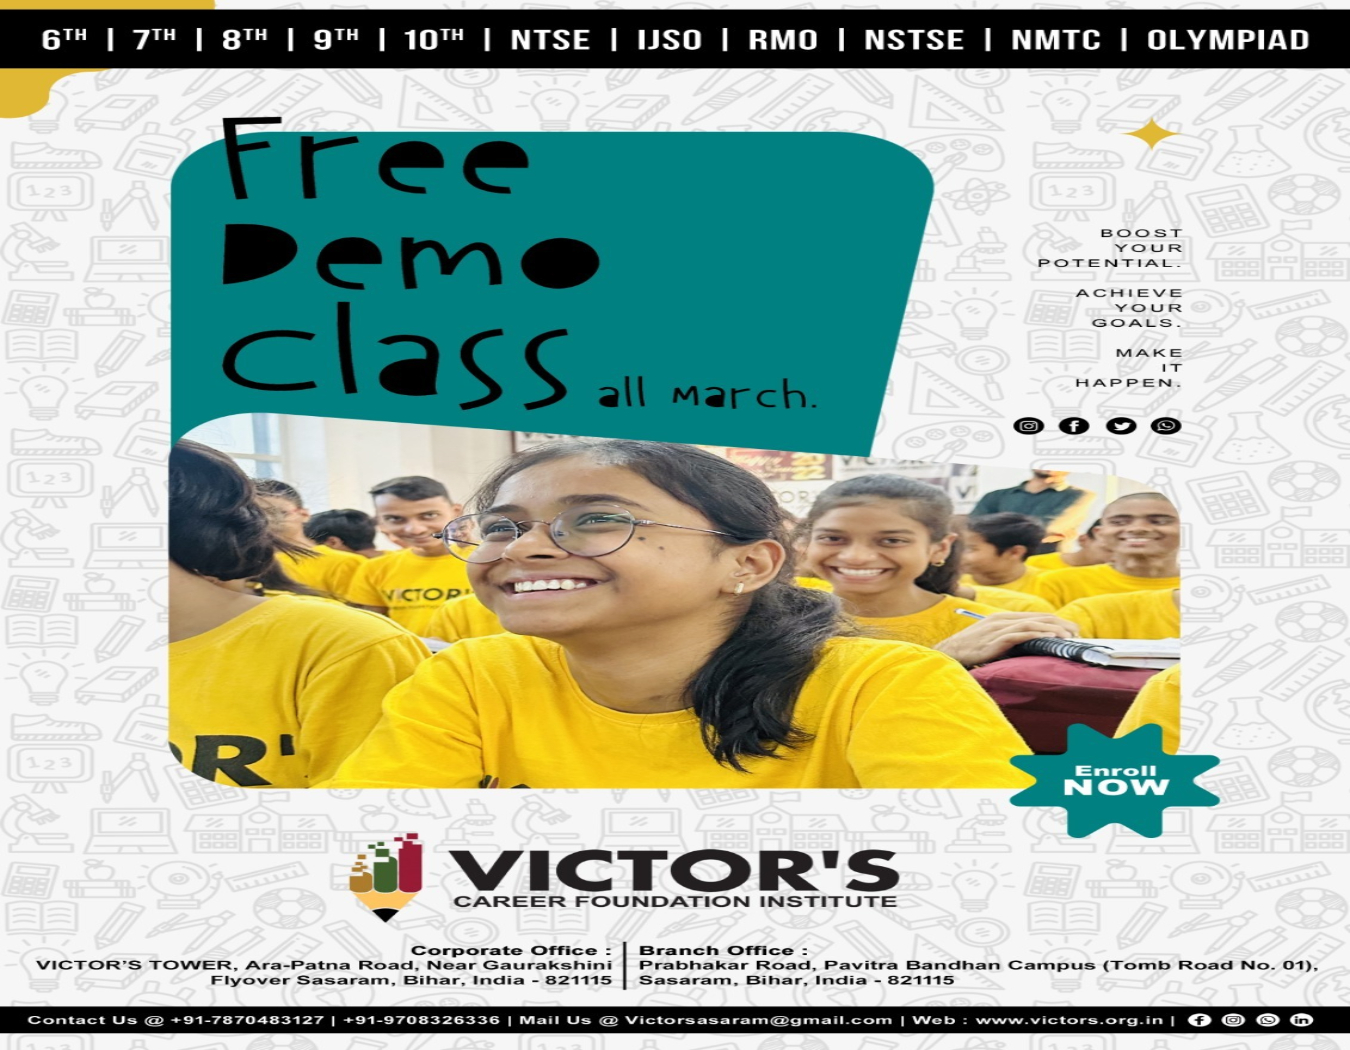 6TH | 7TH | 8TH | 9TH | 10TH | NTSE | IJSO | RMO | NSTSE | NMTC | OLYMPIAD
Free
Demo
Class all March.
BOOST
YOUR
POTENTIAL.
ACHIEVE
YOUR
GOALS.
MAKE
IT
HAPPEN.
VICTOR'
OR'
Enroll
NOW
VICTOR'S
CAREER FOUNDATION INSTITUTE
Corporate Office :
VICTOR'S TOWER, Ara-Patna Road, Near Gaurakshini
Flyover Sasaram, Bihar, India - 821115
Branch Office :
Prabhakar Road, Pavitra Bandhan Campus (Tomb Road No. 01),
Sasaram, Bihar, India - 821115
Contact Us @ +91-7870483127 | +91-9708326336 | Mail Us @ Victorsasaram@gmail.com | Web : www.victors.org.in |